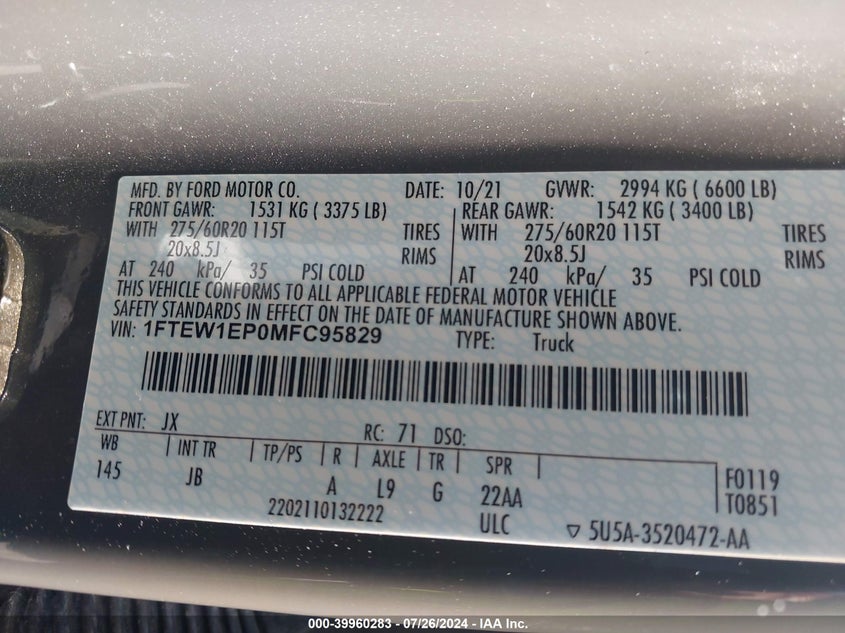 MFD. BY FORD MOTOR CO. DATE: 10/21 GVWR: 2994 KG ( 6600 LB)
FRONT GAWR: 1531 KG ( 3375 LB) REAR GAWR: 1542 KG ( 3400 LB)
WITH 275/60R20 115T TIRES WITH 275/60R20 115T TIRES
20x8.5J RIMS 20x8.5J RIMS
AT 240 kPa/ 35 PSI COLD AT 240 kPa/ 35 PSI COLD
THIS VEHICLE CONFORMS TO ALL APPLICABLE FEDERAL MOTOR VEHICLE
SAFETY STANDARDS IN EFFECT ON THE DATE OF MANUFACTURE SHOWN ABOVE.
VIN: 1FTEW1EP0MFC95829 TYPE: Truck
EXT PNT: JX RC: 71 DSO:
WB INT TR TP/PS R AXLE TR SPR F0119
145 JB A L9 G 22AA T0851
2202110132222 ULC 5U5A-3520472-AA
000-39960283 - 07/26/2024 - IAA Inc.